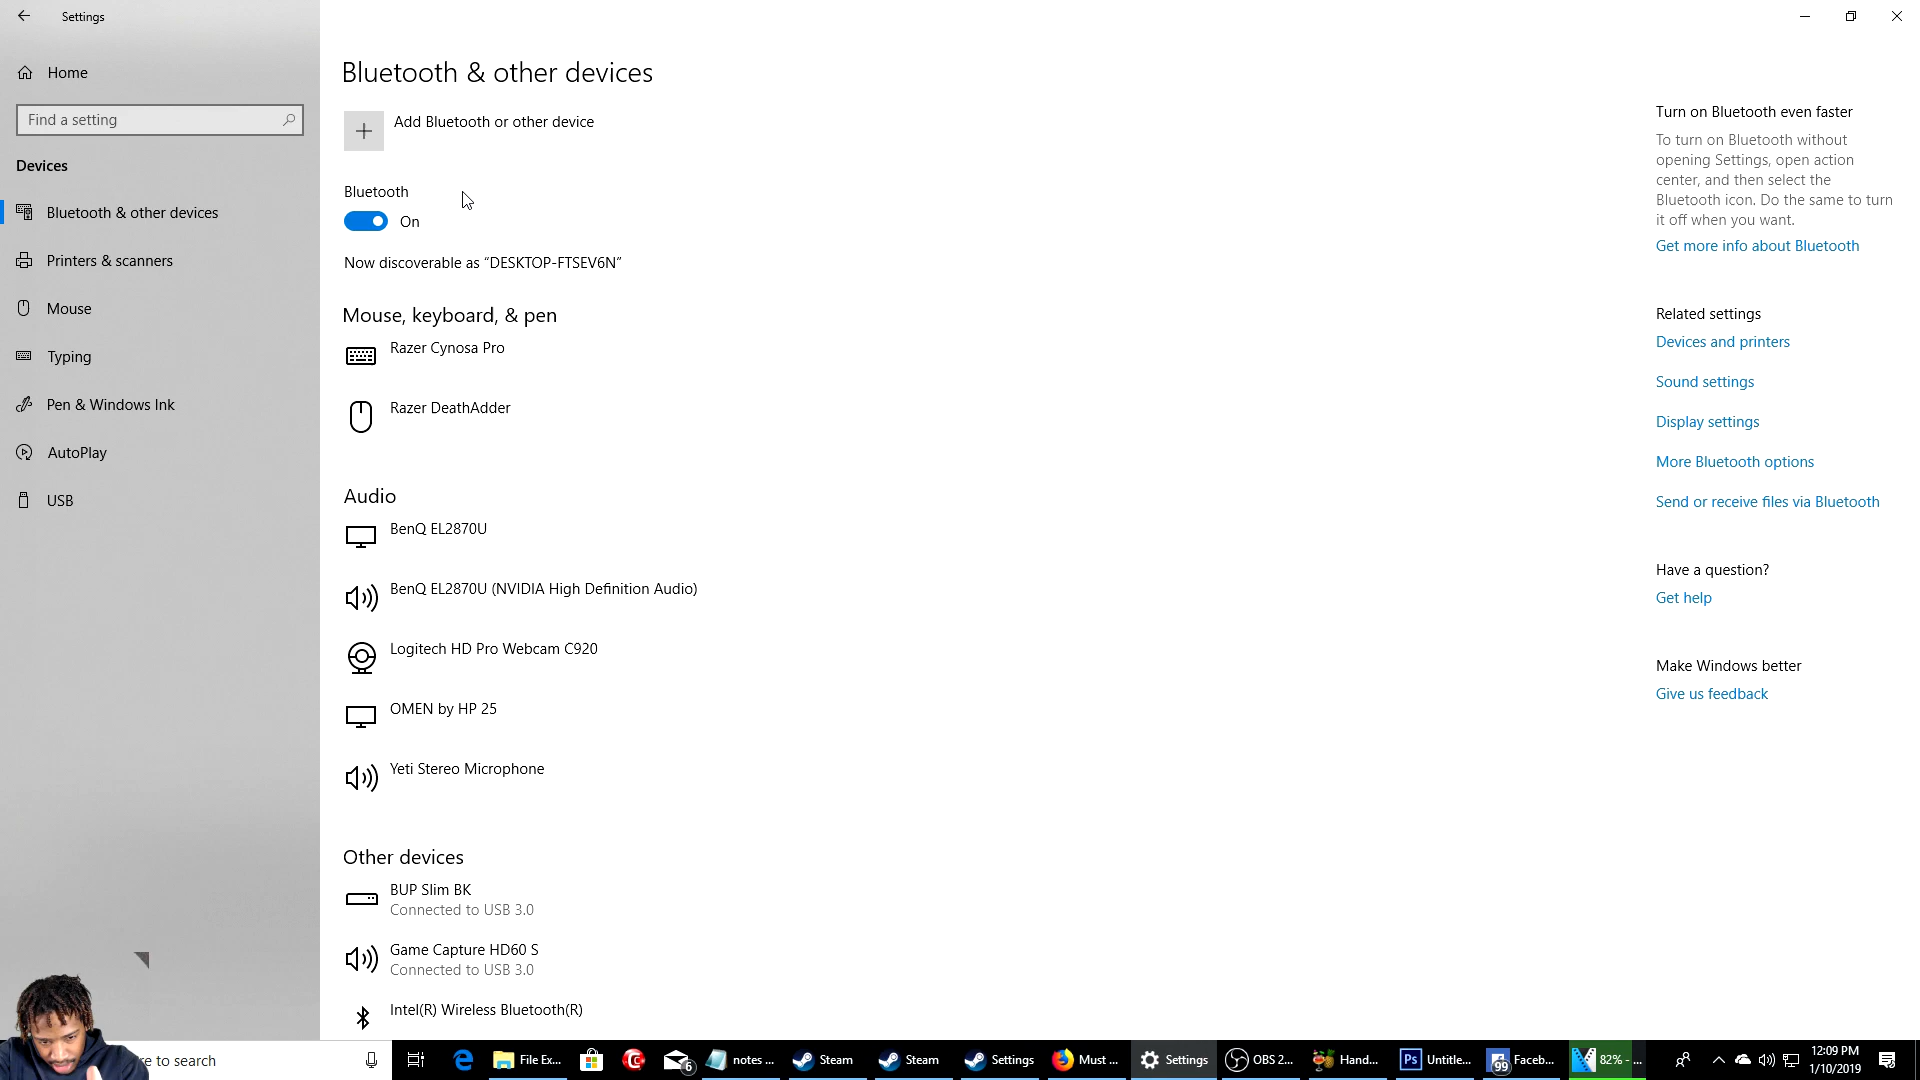 Settings
Home
Find a setting
Devices
Bluetooth & other devices
Printers & scanners
Mouse
Typing
Pen & Windows Ink
AutoPlay
USB
Bluetooth & other devices
Add Bluetooth or other device
Bluetooth
On
Now discoverable as “DESKTOP-FTSEV6N”
Mouse, keyboard, & pen
Razer Cynosa Pro
Razer DeathAdder
Audio
BenQ EL2870U
BenQ EL2870U (NVIDIA High Definition Audio)
Logitech HD Pro Webcam C920
OMEN by HP 25
Yeti Stereo Microphone
Other devices
BUP Slim BK
Connected to USB 3.0
Game Capture HD60 S
Connected to USB 3.0
Intel(R) Wireless Bluetooth(R)
Turn on Bluetooth even faster
To turn on Bluetooth without
opening Settings, open action
center, and then select the
Bluetooth icon. Do the same to turn
it off when you want.
Get more info about Bluetooth
Related settings
Devices and printers
Sound settings
Display settings
More Bluetooth options
Send or receive files via Bluetooth
Have a question?
Get help
Make Windows better
Give us feedback
re to search
File Ex...
6
notes ...
Steam
Steam
Settings
Must ...
Settings
OBS 2...
Hand...
Ps
Untitle...
99
Faceb...
82% - ...
12:09 PM
1/10/2019